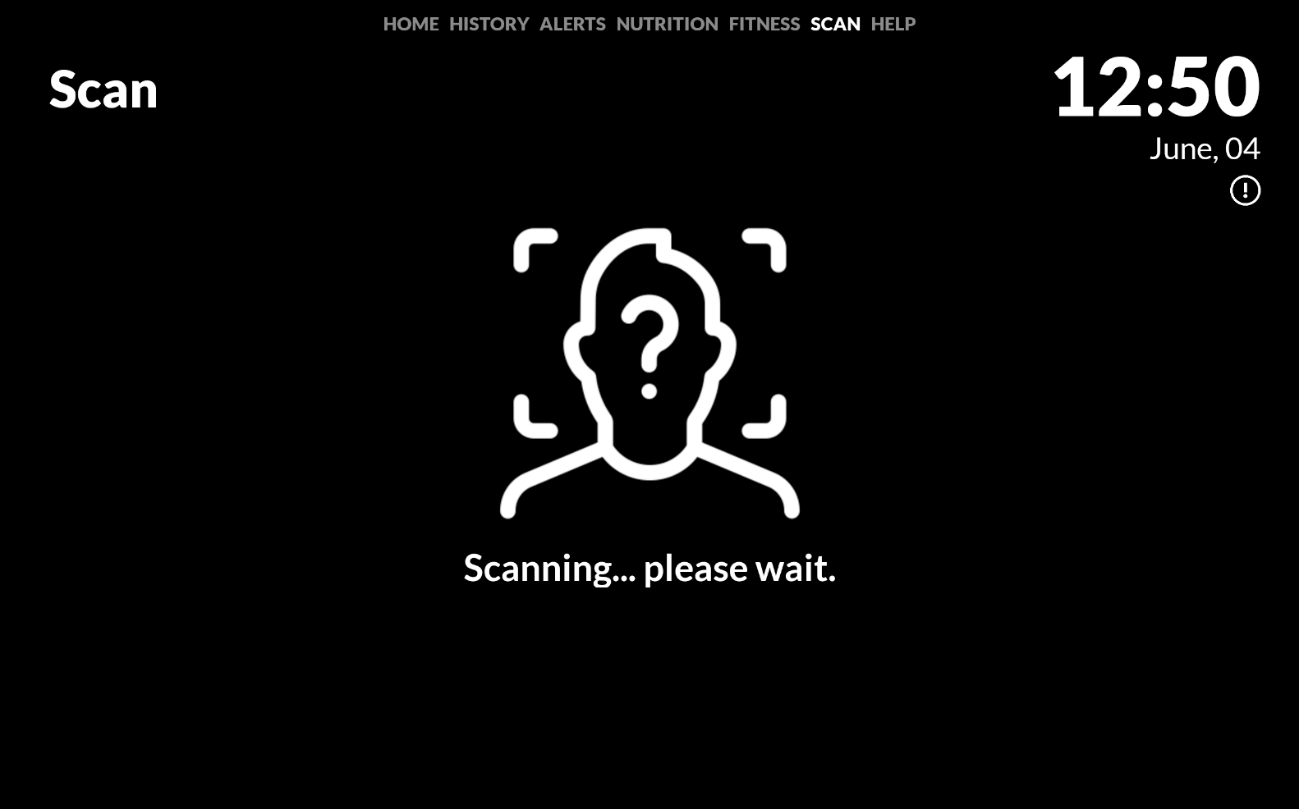 HOME HISTORY ALERTS NUTRITION FITNESS SCAN HELP
Scan
12:50
June, 04
Scanning... please wait.